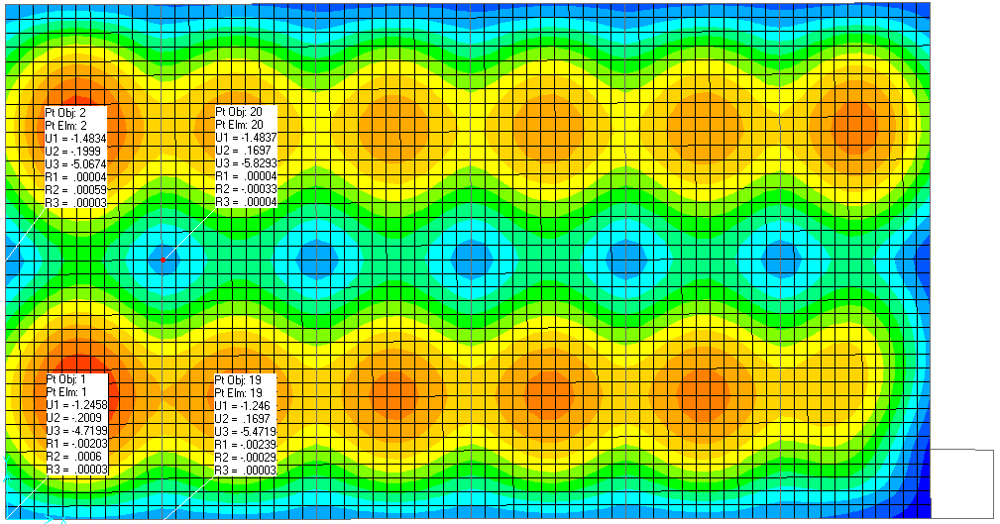 Pt Obj: 2
Pt Elm: 2
U1 = -1.4834
U2 = -.1999
U3 = -5.0674
R1 = .00004
R2 = .00059
R3 = .00003
Pt Obj: 20
Pt Elm: 20
U1 = -1.4837
U2 = .1697
U3 = -5.8293
R1 = .00004
R2 = -.00033
R3 = .00004
Pt Obj: 1
Pt Elm: 1
U1 = -1.2458
U2 = -.2009
U3 = -4.7199
R1 = -.00203
R2 = .0006
R3 = .00003
Pt Obj: 19
Pt Elm: 19
U1 = -1.246
U2 = .1697
U3 = -5.4719
R1 = -.00239
R2 = -.00029
R3 = .00003
X